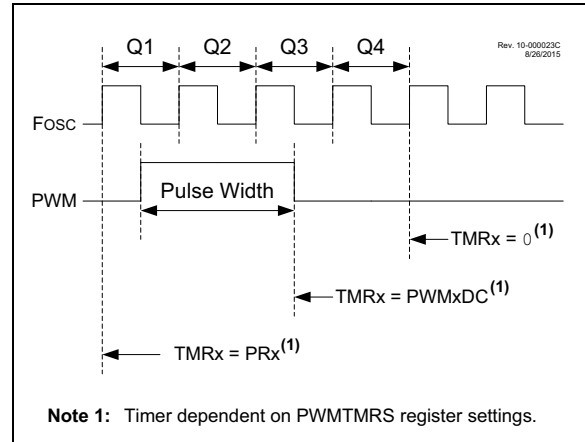 Q1 Q2 Q3 Q4
Rev. 10-000023C
8/26/2015
FOSC
Pulse Width
PWM
TMRx = 0(1)
TMRx = PWMxDC(1)
TMRx = PRx(1)
Note 1: Timer dependent on PWMTMRS register settings.